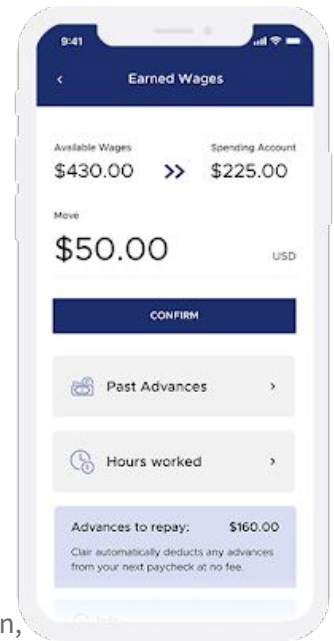 9:41
Earned Wages
Available Wages Spending Account
$430.00 >> $225.00
Move
$50.00 USD
CONFIRM
Past Advances
Hours worked
Advances to repay: $160.00
Clair automatically deducts any advances
from your next paycheck at no fee.
n,